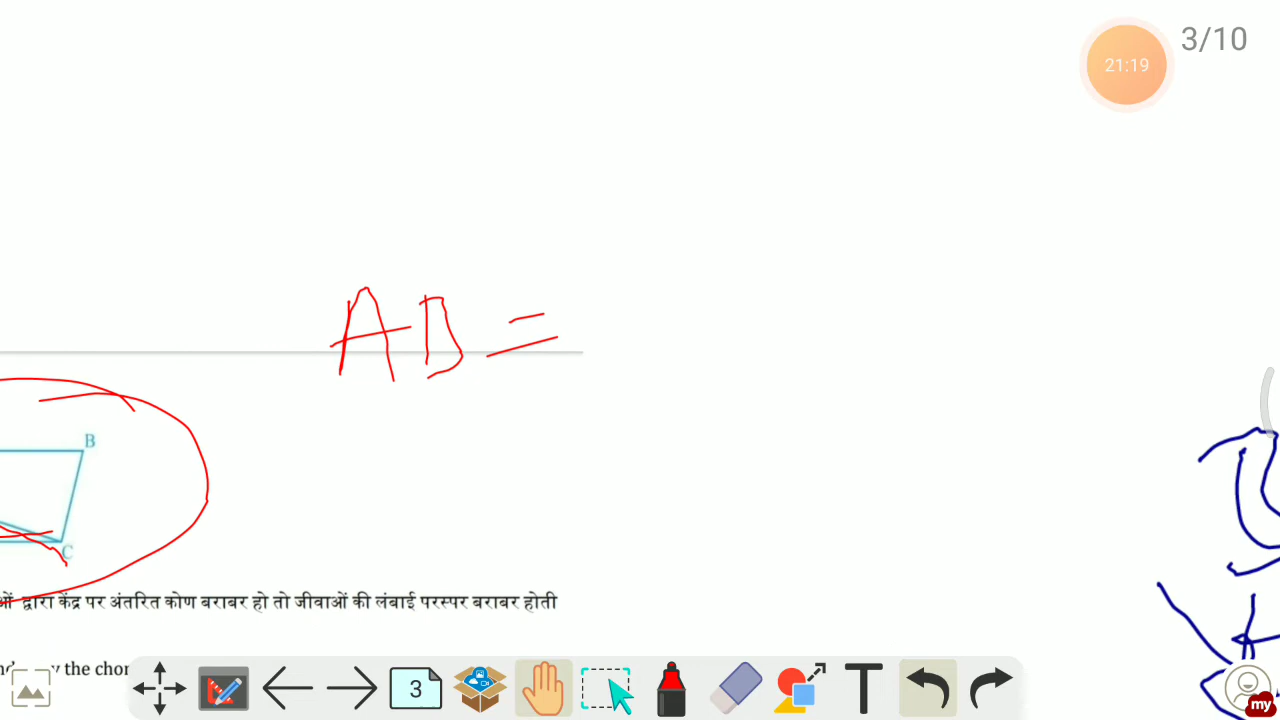 3/10
21:19
AB =
B
C
द्वारा केंद्र पर अंतरित कोण बराबर हो तो जीवाओं की लंबाई परस्पर बराबर होती
the chor
3
T
my